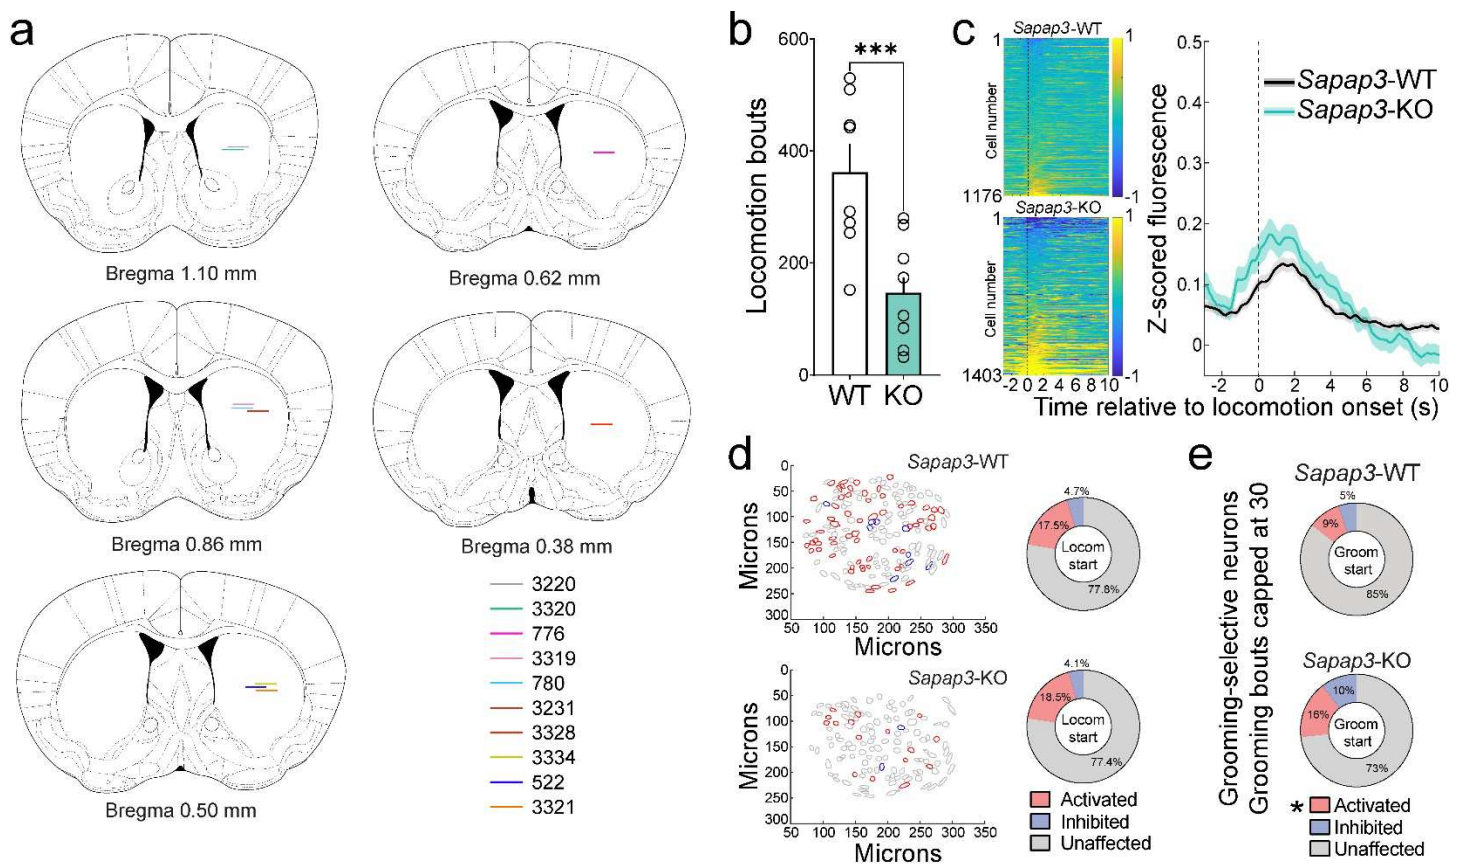 a
Bregma 1.10 mm
Bregma 0.62 mm
Bregma 0.86 mm
Bregma 0.38 mm
Bregma 0.50 mm
3220
3320
776
3319
780
3231
3328
3334
522
3321
b
Locomotion bouts
600
400
200
0
***
WT
KO
c
Sapap3-WT
Cell number
1
1176
1
-1
Sapap3-KO
Cell number
1
1403
1
-1
-2 0 2 4 6 8 10
Z-scored fluorescence
0.5
0.4
0.3
0.2
0.1
0
Sapap3-WT
Sapap3-KO
-2 0 2 4 6 8 10
Time relative to locomotion onset (s)
d
Sapap3-WT
Microns
0
50
100
150
200
250
300
50 100 150 200 250 300 350
Microns
4.7%
17.5%
Locom
start
77.8%
Sapap3-KO
Microns
0
50
100
150
200
250
300
50 100 150 200 250 300 350
Microns
4.1%
18.5%
Locom
start
77.4%
Activated
Inhibited
Unaffected
e
Grooming-selective neurons
Grooming bouts capped at 30
Sapap3-WT
5%
9%
Groom
start
85%
Sapap3-KO
10%
16%
Groom
start
73%
* Activated
Inhibited
Unaffected